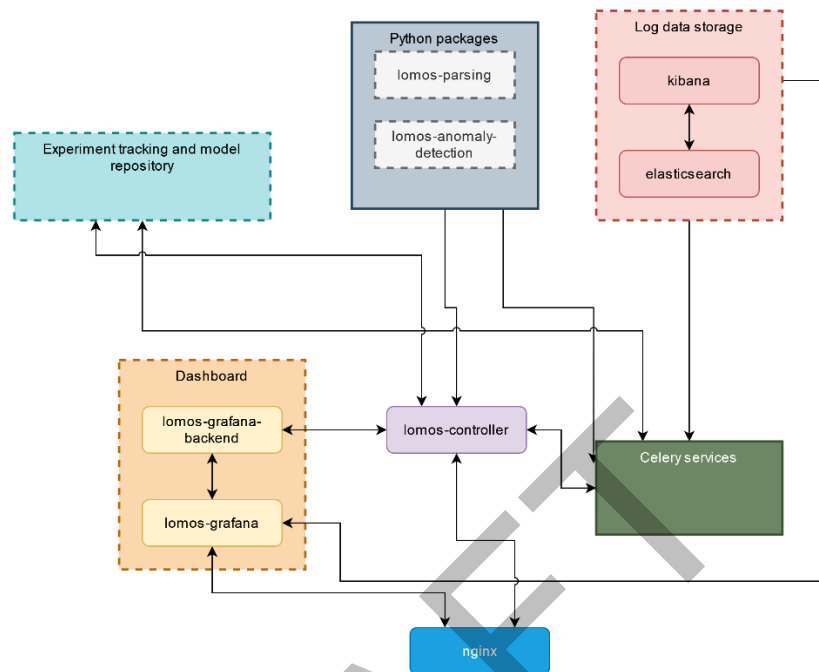 Python packages
lomos-parsing
lomos-anomaly-
detection
Log data storage
kibana
elasticsearch
Experiment tracking and model
repository
Dashboard
lomos-grafana-
backend
lomos-grafana
lomos-controller
Celery services
nginx